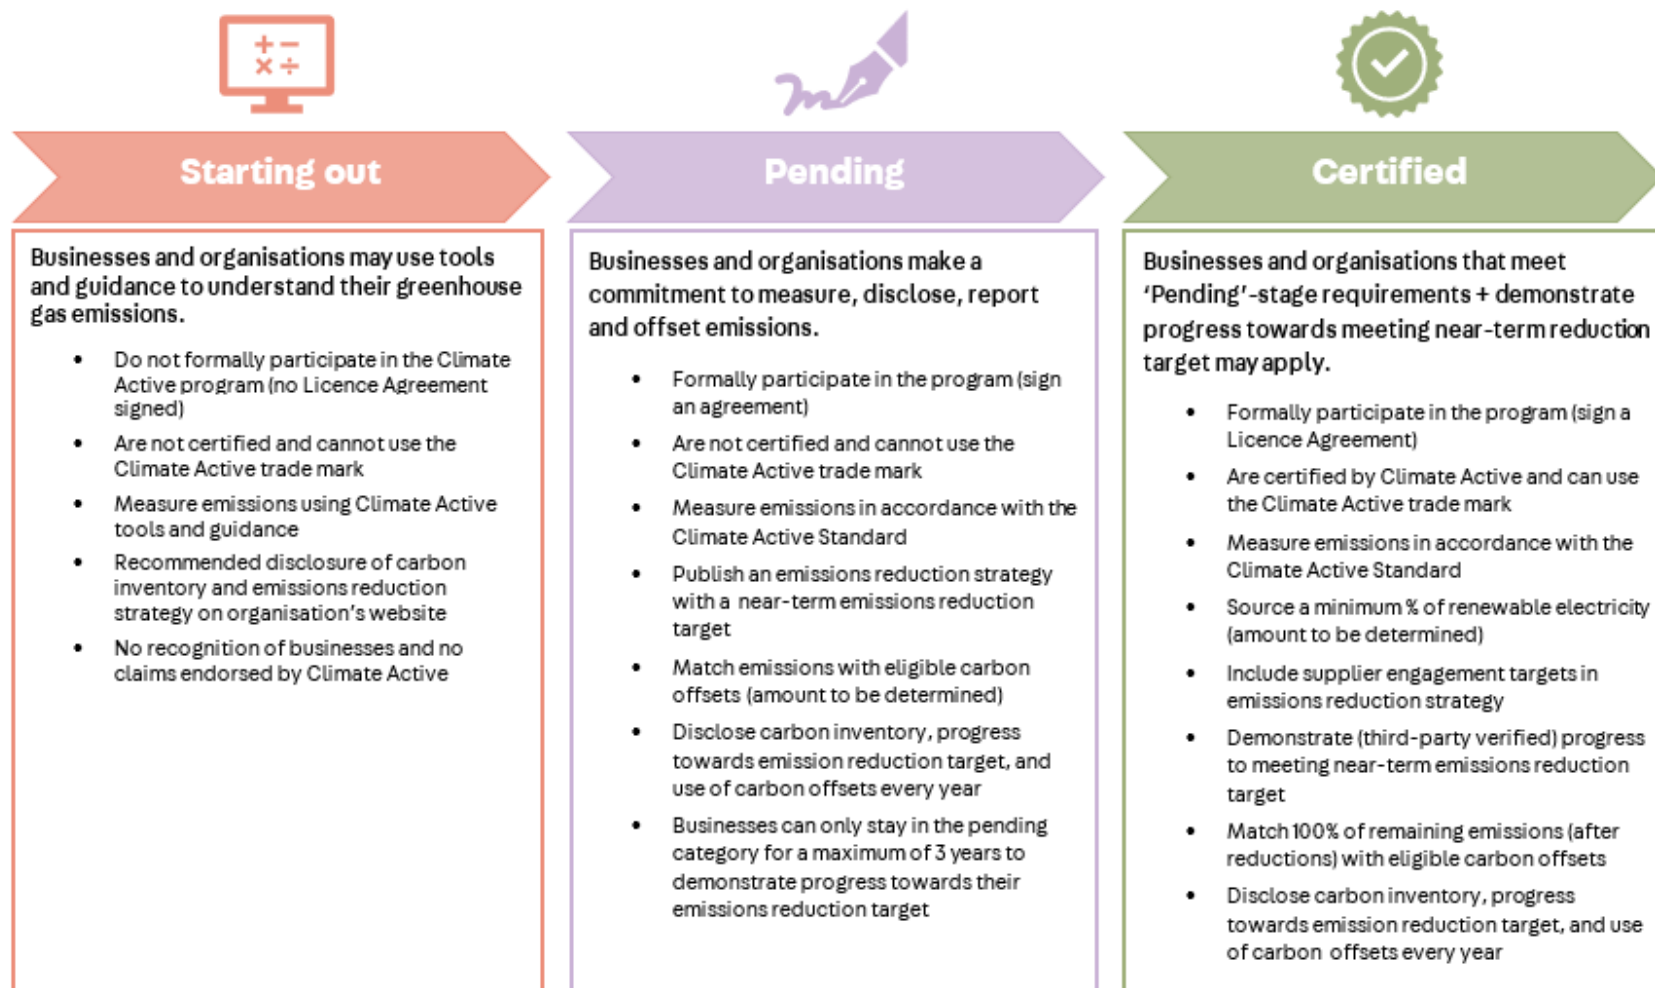 Starting out
Businesses and organisations may use tools
and guidance to understand their greenhouse
gas emissions.
• Do not formally participate in the Climate
Active program (no Licence Agreement
signed)
• Are not certified and cannot use the
Climate Active trade mark
• Measure emissions using Climate Active
tools and guidance
• Recommended disclosure of carbon
inventory and emissions reduction
strategy on organisation's website
• No recognition of businesses and no
claims endorsed by Climate Active
Pending
Businesses and organisations make a
commitment to measure, disclose, report
and offset emissions.
• Formally participate in the program (sign
an agreement)
• Are not certified and cannot use the
Climate Active trade mark
• Measure emissions in accordance with the
Climate Active Standard
• Publish an emissions reduction strategy
with a near-term emissions reduction
target
• Match emissions with eligible carbon
offsets (amount to be determined)
• Disclose carbon inventory, progress
towards emission reduction target, and
use of carbon offsets every year
• Businesses can only stay in the pending
category for a maximum of 3 years to
demonstrate progress towards their
emissions reduction target
Certified
Businesses and organisations that meet
'Pending'-stage requirements + demonstrate
progress towards meeting near-term reduction
target may apply.
• Formally participate in the program (sign a
Licence Agreement)
• Are certified by Climate Active and can use
the Climate Active trade mark
• Measure emissions in accordance with the
Climate Active Standard
• Source a minimum % of renewable electricity
(amount to be determined)
• Include supplier engagement targets in
emissions reduction strategy
• Demonstrate (third-party verified) progress
to meeting near-term emissions reduction
target
• Match 100% of remaining emissions (after
reductions) with eligible carbon offsets
• Disclose carbon inventory, progress
towards emission reduction target, and use
of carbon offsets every year